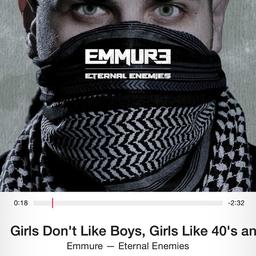 EMMURE
ETERNAL ENEMIES
0:18
-2:32
Girls Don't Like Boys, Girls Like 40's an
Emmure — Eternal Enemies